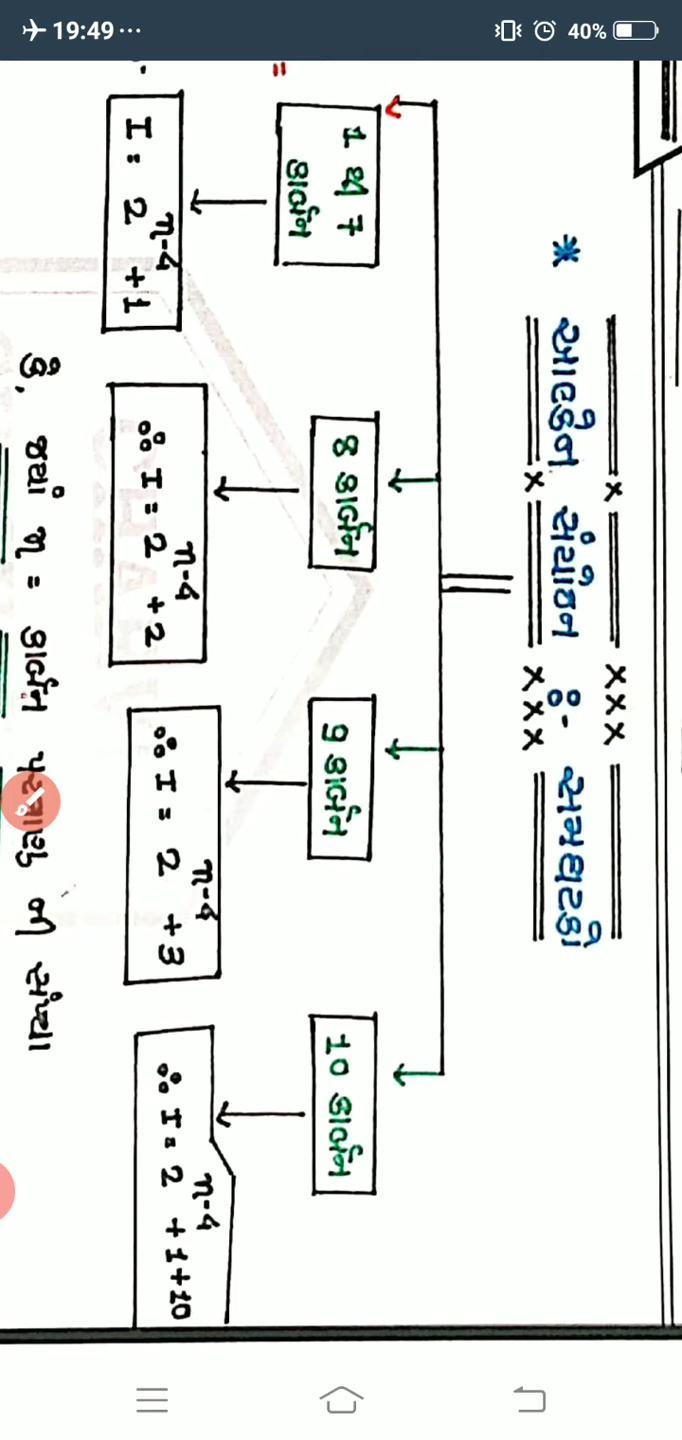 19:49 ...
40%
* આલ્કેન સંયોજન :- સમઘટકો
1 થી 7
કાર્બન
8 કાર્બન
9 કાર્બન
10 કાર્બન
I = 2^n-4 +1
∴ I = 2^n-4 +2
∴ I = 2^n-4 +3
∴ I = 2^n-4 +1+10
કે. જ્યાં n = કાર્બન પરમાણુ ની સંખ્યા